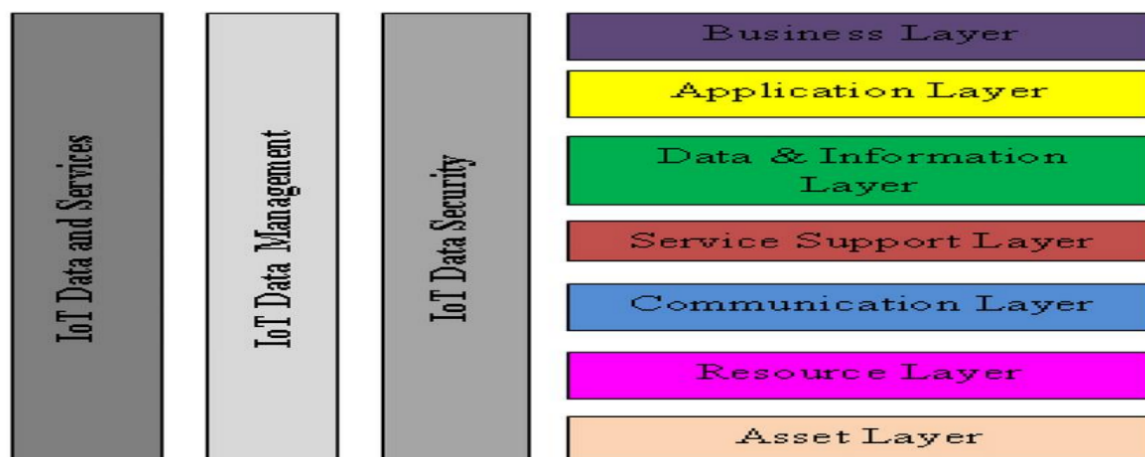 IoT Data and Services
IoT Data Management
IoT Data Security
Business Layer
Application Layer
Data & Information
Layer
Service Support Layer
Communication Layer
Resource Layer
Asset Layer